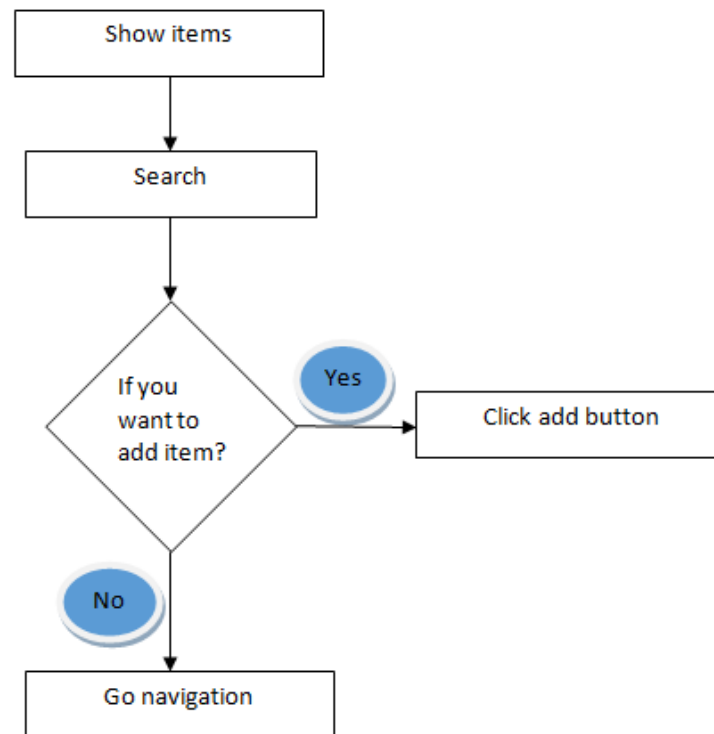 Show items
Search
If you
want to
add item?
Yes
Click add button
No
Go navigation